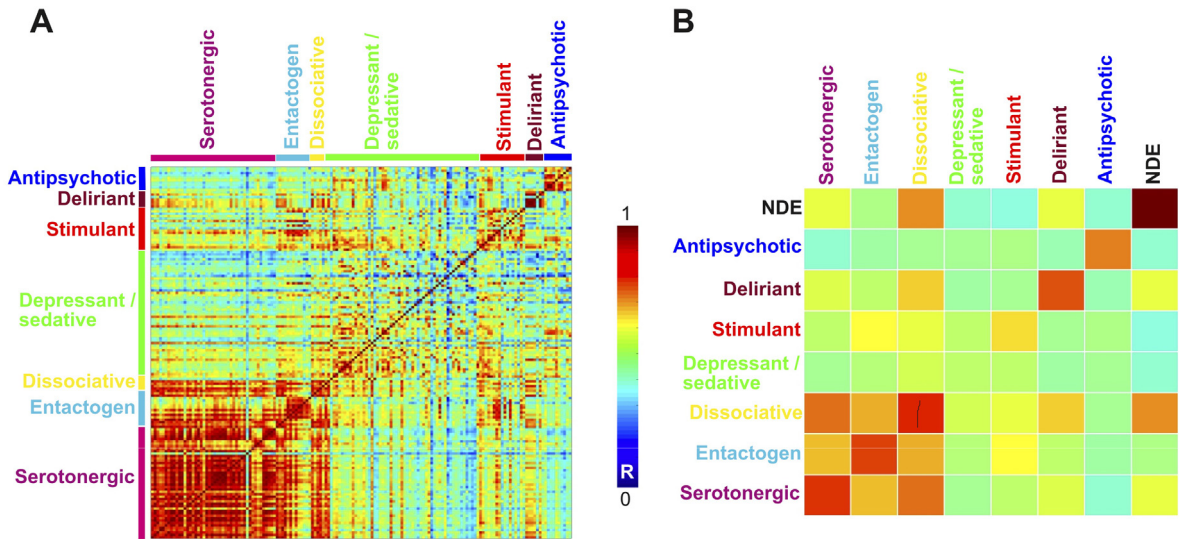 A
B
Serotonergic
Entactogen
Dissociative
Depressant /
sedative
Stimulant
Deliriant
Antipsychotic
Antipsychotic
Deliriant
Stimulant
Depressant /
sedative
Dissociative
Entactogen
Serotonergic
1
R
0
Serotonergic
Entactogen
Dissociative
Depressant /
sedative
Stimulant
Deliriant
Antipsychotic
NDE
NDE
Antipsychotic
Deliriant
Stimulant
Depressant /
sedative
Dissociative
Entactogen
Serotonergic